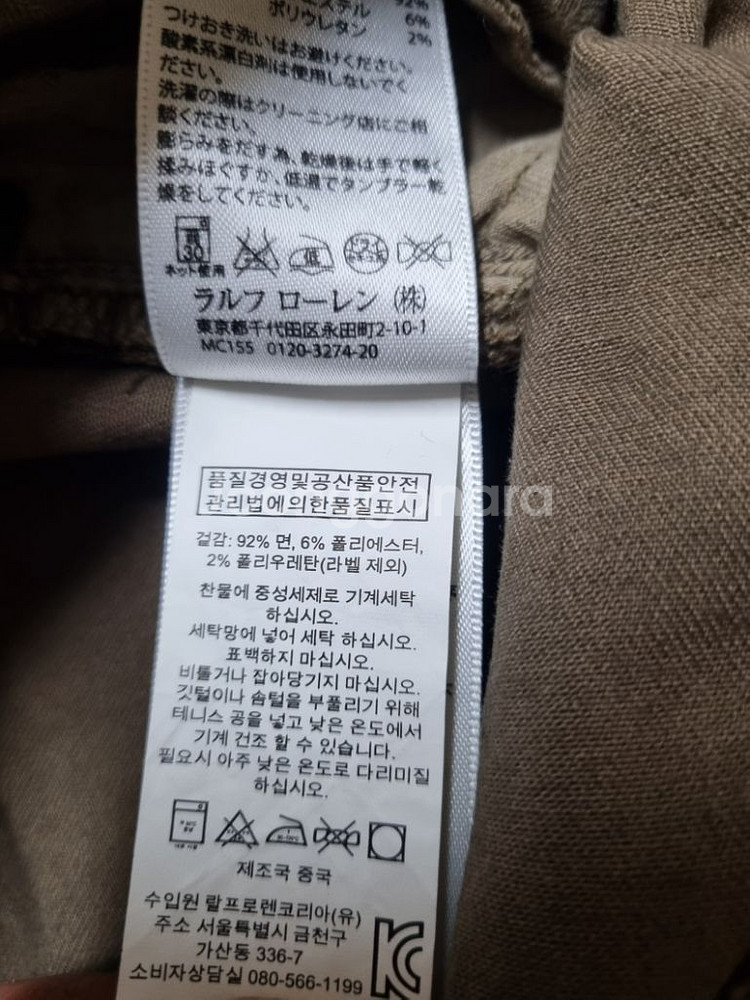 92%
エステル 6%
ポリウレタン 2%
つけおき洗いはお避けください。
酸素系漂白剤は使用しないでく
ださい。
洗濯の際はクリーニング店にご相
談ください。
膨らみをだす為、乾燥後は手で軽く
揉みほぐすか、低温でタンブラー乾
燥をしてください。
30
低
ネット使用
ラルフ ローレン (株)
東京都千代田区永田町2-10-1
MC155 0120-3274-20
품질경영및공산품안전
관리법에의한품질표시
겉감: 92% 면, 6% 폴리에스터,
2% 폴리우레탄(라벨 제외)
찬물에 중성세제로 기계세탁
하십시오.
세탁망에 넣어 세탁 하십시오.
표백하지 마십시오.
비틀거나 잡아당기지 마십시오.
깃털이나 솜털을 부풀리기 위해
테니스 공을 넣고 낮은 온도에서
기계 건조 할 수 있습니다.
필요시 아주 낮은 온도로 다리미질
하십시오.
제조국 중국
수입원 랄프로렌코리아(유)
주소 서울특별시 금천구
가산동 336-7
소비자상담실 080-566-1199